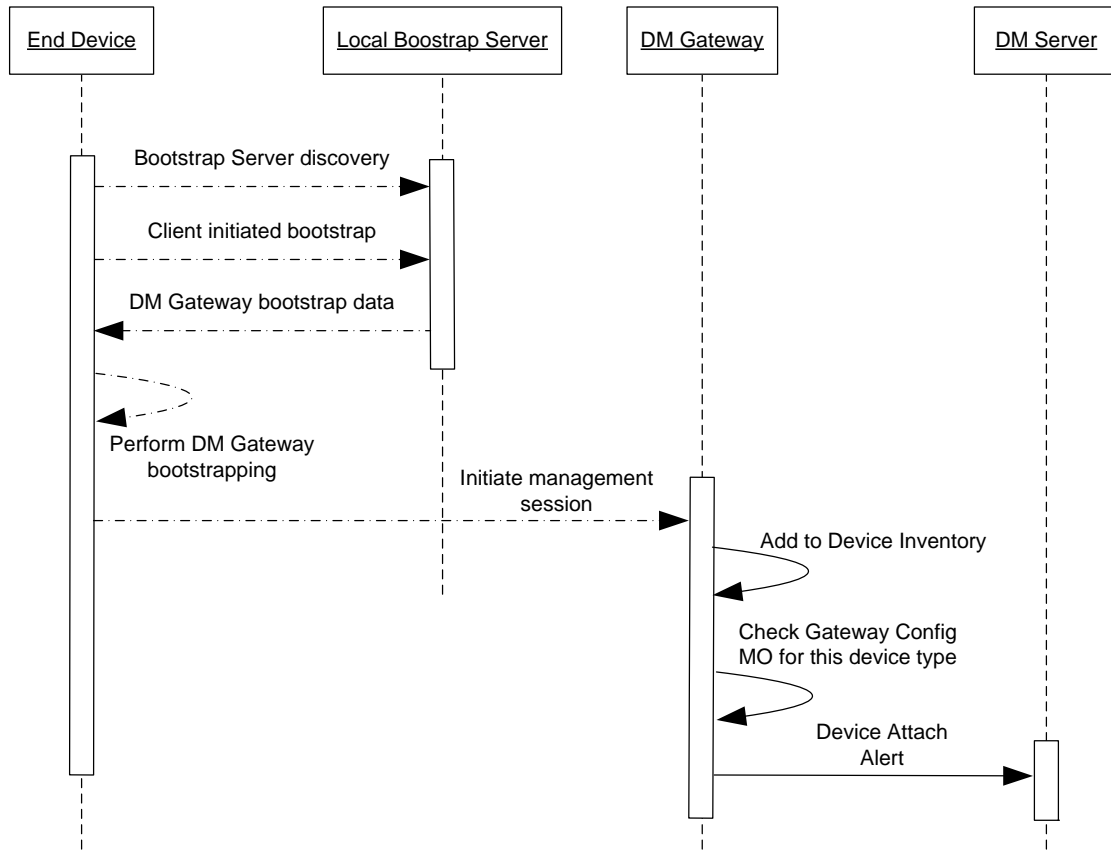 End Device
Local Boostrap Server
DM Gateway
DM Server
Bootstrap Server discovery
Client initiated bootstrap
DM Gateway bootstrap data
Perform DM Gateway
bootstrapping
Initiate management
session
Add to Device Inventory
Check Gateway Config
MO for this device type
Device Attach
Alert